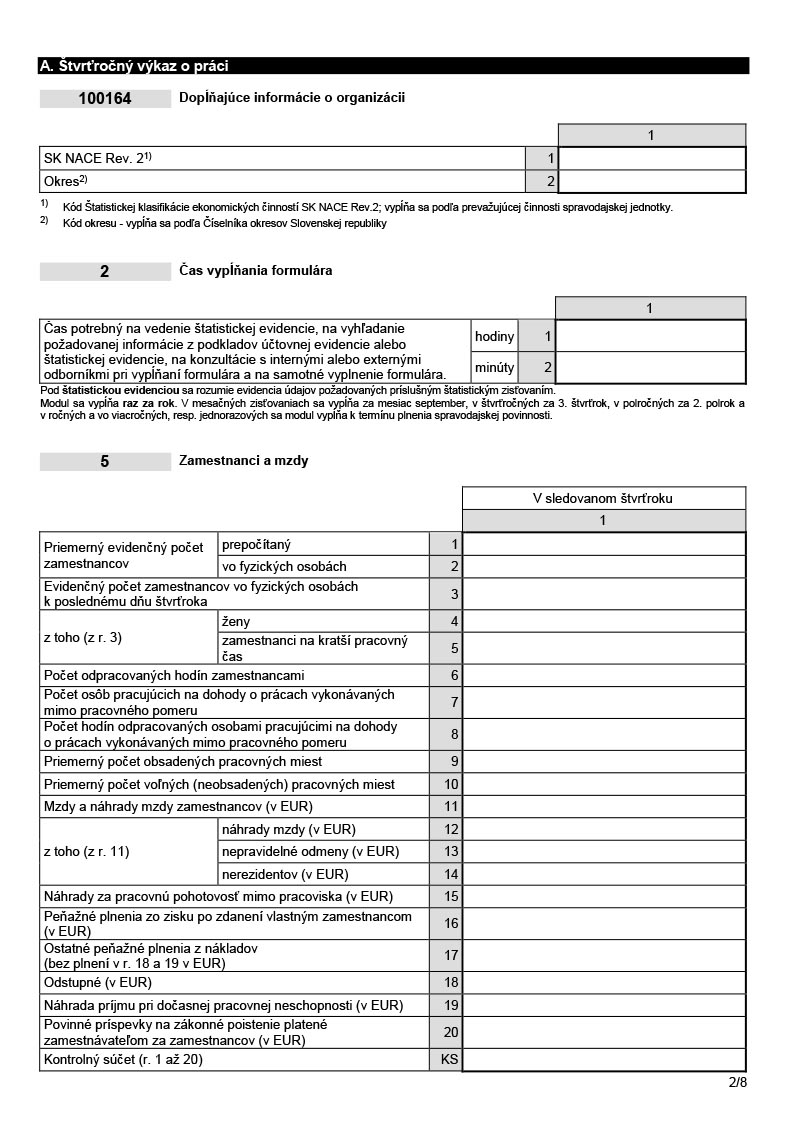 A. Štvrťročný výkaz o práci
100164 Dopĺňajúce informácie o organizácii
1
SK NACE Rev. 21) 1
Okres2) 2
1) Kód Štatistickej klasifikácie ekonomických činností SK NACE Rev.2; vypĺňa sa podľa prevažujúcej činnosti spravodajskej jednotky.
2) Kód okresu - vypĺňa sa podľa Číselníka okresov Slovenskej republiky
2 Čas vypĺňania formulára
1
Čas potrebný na vedenie štatistickej evidencie, na vyhľadanie
požadovanej informácie z podkladov účtovnej evidencie alebo
štatistickej evidencie, na konzultácie s internými alebo externými
odborníkmi pri vypĺňaní formulára a na samotné vyplnenie formulára.
hodiny 1
minúty 2
Pod štatistickou evidenciou sa rozumie evidencia údajov požadovaných príslušným štatistickým zisťovaním.
Modul sa vypĺňa raz za rok. V mesačných zisťovaniach sa vypĺňa za mesiac september, v štvrťročných za 3. štvrťrok, v polročných za 2. polrok a
v ročných a vo viacročných, resp. jednorazových sa modul vypĺňa k termínu plnenia spravodajskej povinnosti.
5 Zamestnanci a mzdy
V sledovanom štvrťroku
1
Priemerný evidenčný počet
zamestnancov
prepočítaný 1
vo fyzických osobách 2
Evidenčný počet zamestnancov vo fyzických osobách
k poslednému dňu štvrťroka 3
z toho (z r. 3)
ženy 4
zamestnanci na kratší pracovný
čas 5
Počet odpracovaných hodín zamestnancami 6
Počet osôb pracujúcich na dohody o prácach vykonávaných
mimo pracovného pomeru 7
Počet hodín odpracovaných osobami pracujúcimi na dohody
o prácach vykonávaných mimo pracovného pomeru 8
Priemerný počet obsadených pracovných miest 9
Priemerný počet voľných (neobsadených) pracovných miest 10
Mzdy a náhrady mzdy zamestnancov (v EUR) 11
z toho (z r. 11)
náhrady mzdy (v EUR) 12
nepravidelné odmeny (v EUR) 13
nerezidentov (v EUR) 14
Náhrady za pracovnú pohotovosť mimo pracoviska (v EUR) 15
Peňažné plnenia zo zisku po zdanení vlastným zamestnancom
(v EUR) 16
Ostatné peňažné plnenia z nákladov
(bez plnení v r. 18 a 19 v EUR) 17
Odstupné (v EUR) 18
Náhrada príjmu pri dočasnej pracovnej neschopnosti (v EUR) 19
Povinné príspevky na zákonné poistenie platené
zamestnávateľom za zamestnancov (v EUR) 20
Kontrolný súčet (r. 1 až 20) KS
2/8